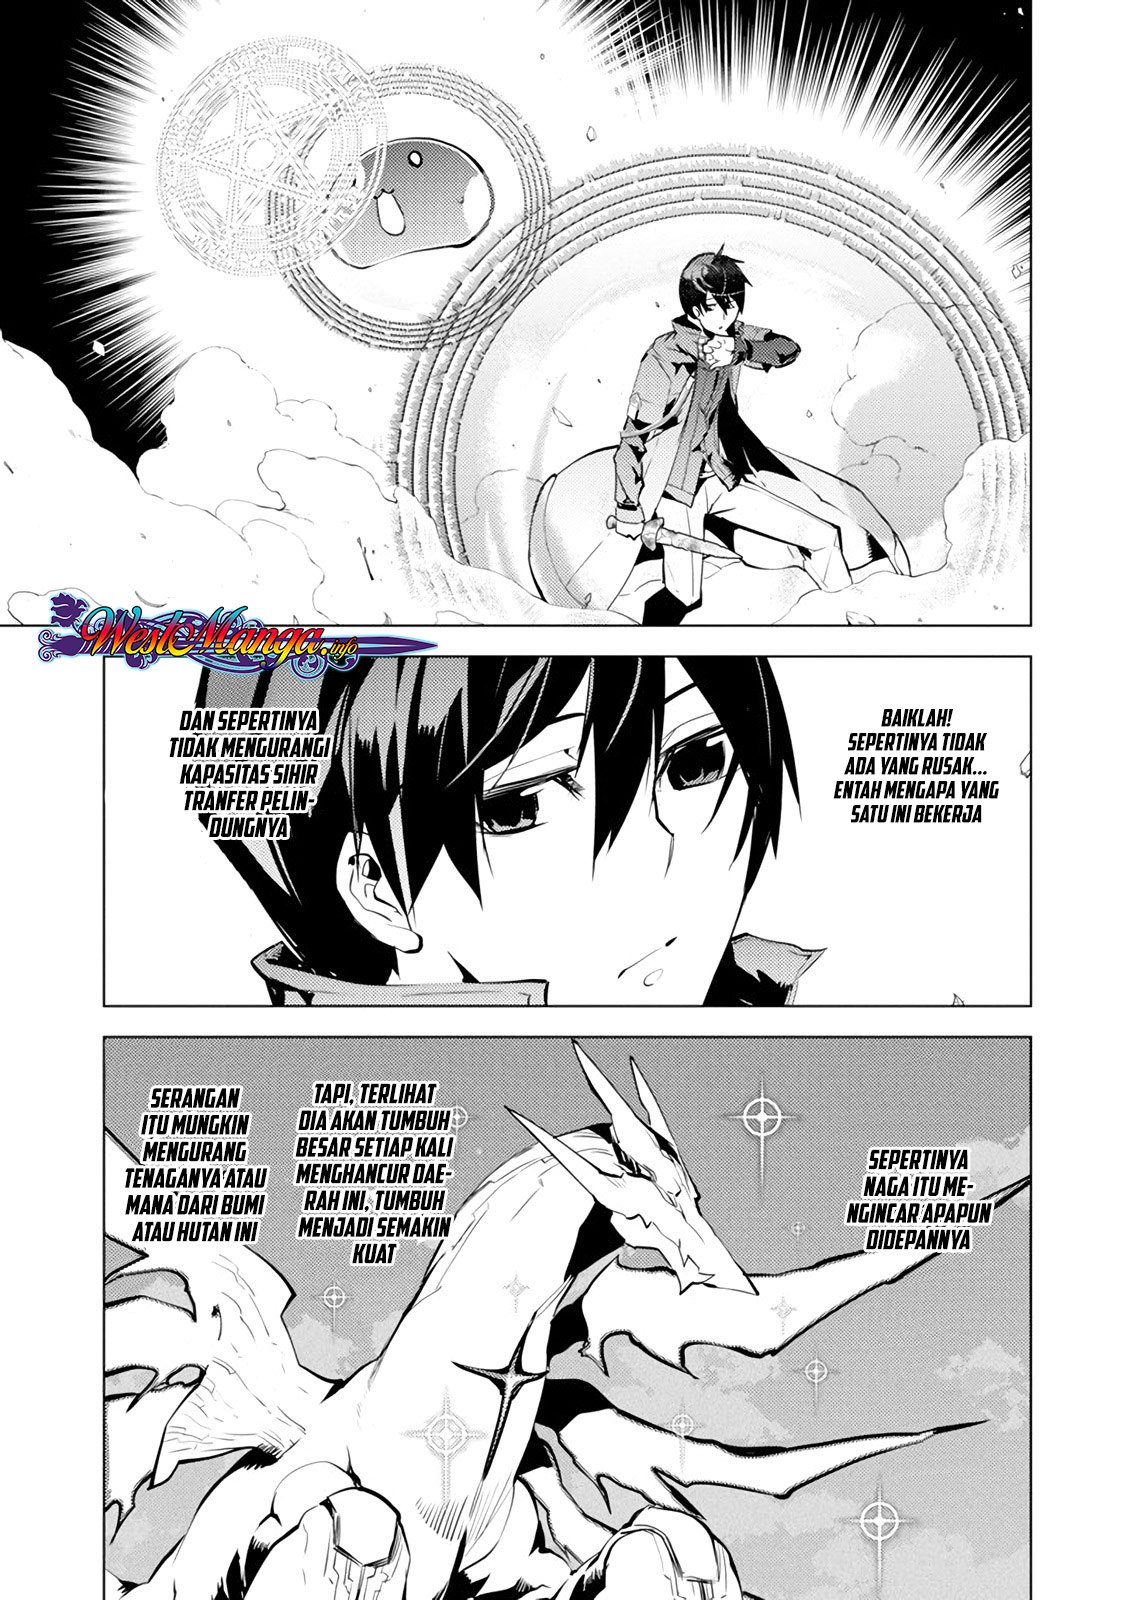 WestManga.info
BAIKLAH!
SEPERTINYA TIDAK
ADA YANG RUSAK...
ENTAH MENGAPA YANG
SATU INI BEKERJA
DAN SEPERTINYA
TIDAK MENGURANGI
KAPASITAS SIHIR
TRANFER PELIN-
DUNGNYA
SEPERTINYA
NAGA ITU ME-
NGINCAR APAPUN
DIDEPANNYA
TAPI, TERLIHAT
DIA AKAN TUMBUH
BESAR SETIAP KALI
MENGHANCUR DAE-
RAH INI, TUMBUH
MENJADI SEMAKIN
KUAT
SERANGAN
ITU MUNGKIN
MENGURANG
TENAGANYA ATAU
MANA DARI BUMI
ATAU HUTAN INI